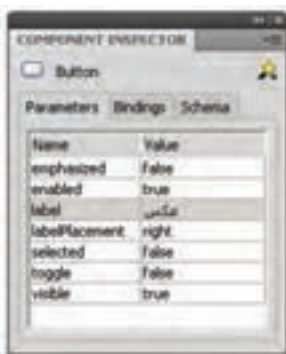 COMPONENT INSPECTOR
Button
Parameters Bindings Schema
Name Value
emphasized false
enabled true
label عکس
labelPlacement right
selected false
toggle false
visible true